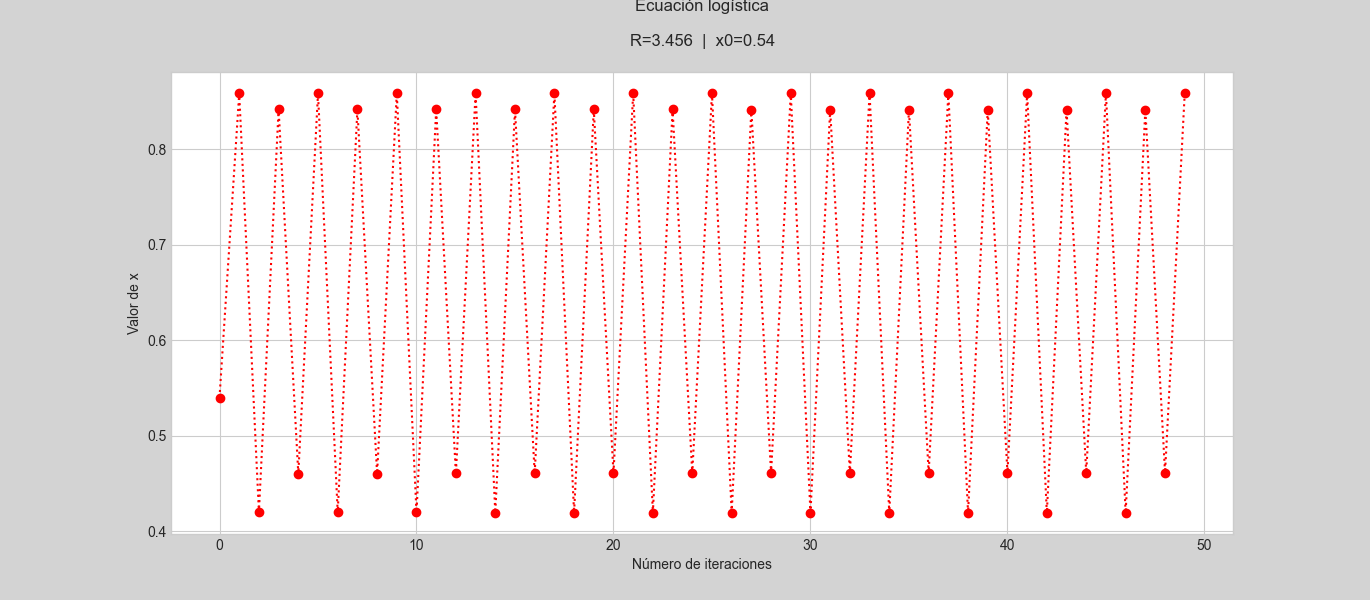 Ecuación logística
R=3.456 | x0=0.54
Valor de x
0.8
0.7
0.6
0.5
0.4
0 10 20 30 40 50
Número de iteraciones